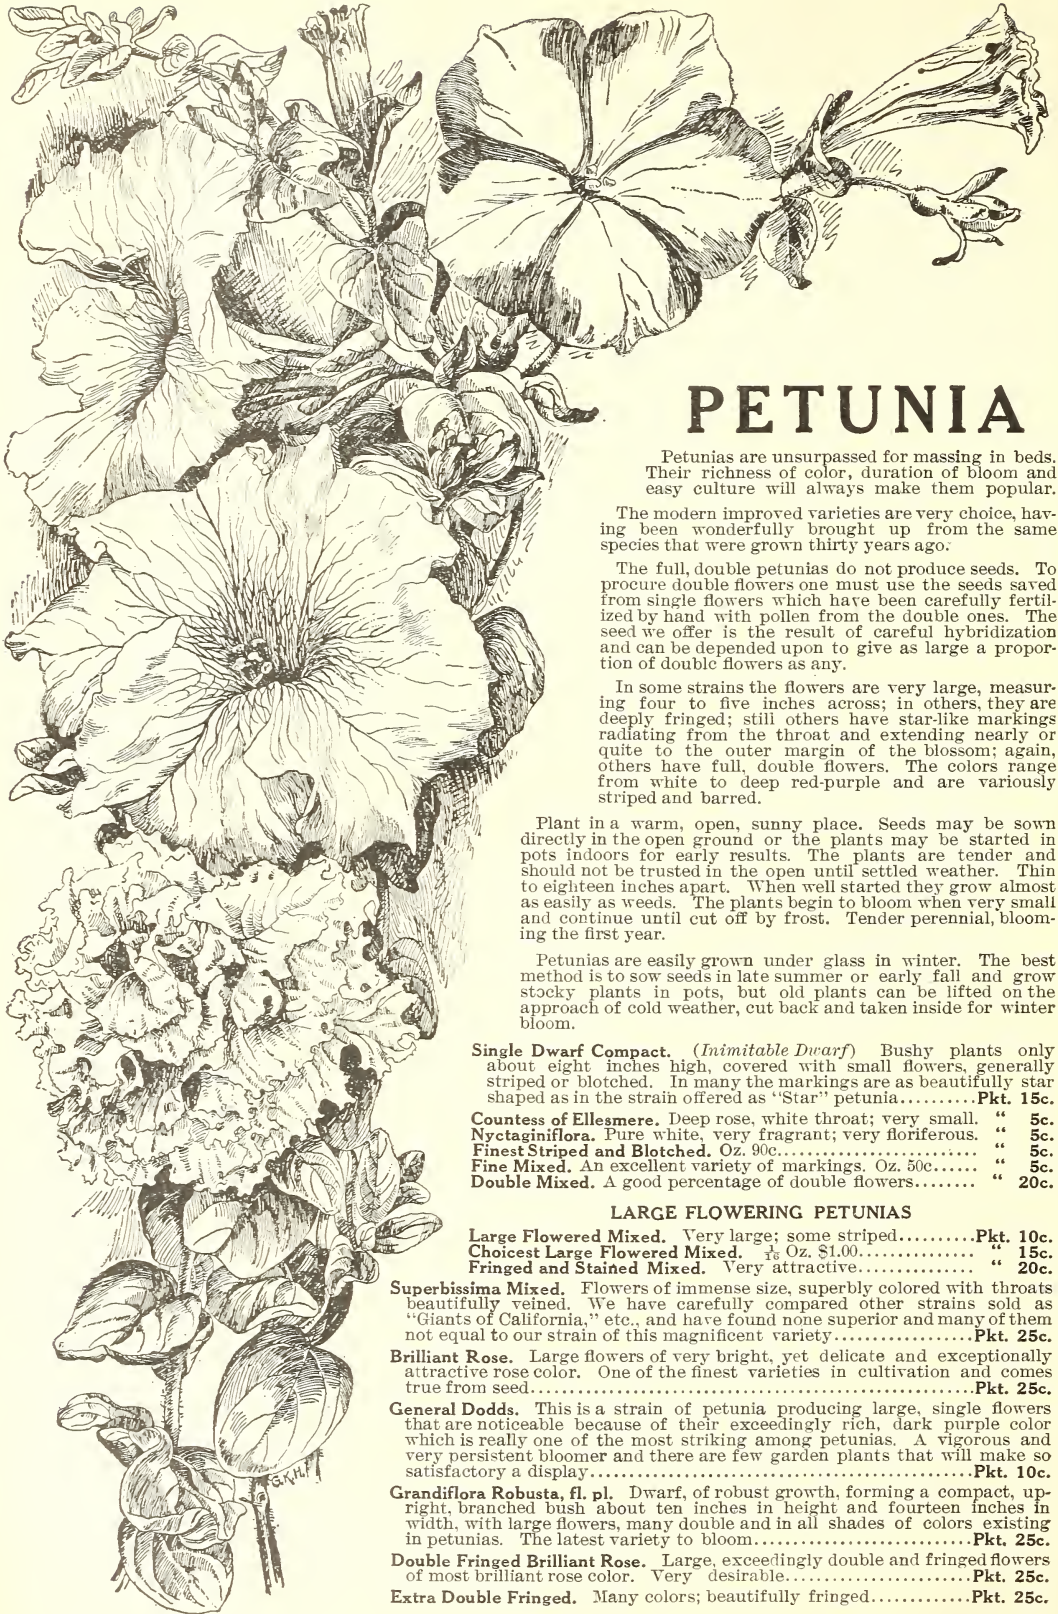 PETUNIA
Petunias are unsurpassed for massing in beds.
Their richness of color, duration of bloom and
easy culture will always make them popular.
The modern improved varieties are very choice, hav-
ing been wonderfully brought up from the same
species that were grown thirty years ago.
The full, double petunias do not produce seeds. To
procure double flowers one must use the seeds saved
from single flowers which have been carefully fertil-
ized by hand with pollen from the double ones. The
seed we offer is the result of careful hybridization
and can be depended upon to give as large a propor-
tion of double flowers as any.
In some strains the flowers are very large, measur-
ing four to five inches across; in others, they are
deeply fringed; still others have star-like markings
radiating from the throat and extending nearly or
quite to the outer margin of the blossom; again,
others have full, double flowers. The colors range
from white to deep red-purple and are variously
striped and barred.
Plant in a warm, open, sunny place. Seeds may be sown
directly in the open ground or the plants may be started in
pots indoors for early results. The plants are tender and
should not be trusted in the open until settled weather. Thin
to eighteen inches apart. When well started they grow almost
as easily as weeds. The plants begin to bloom when very small
and continue until cut off by frost. Tender perennial, bloom-
ing the first year.
Petunias are easily grown under glass in winter. The best
method is to sow seeds in late summer or early fall and grow
stocky plants in pots, but old plants can be lifted on the
approach of cold weather, cut back and taken inside for winter
bloom.
Single Dwarf Compact. (Inimitable Dwarf) Bushy plants only
about eight inches high, covered with small flowers, generally
striped or blotched. In many the markings are as beautifully star
shaped as in the strain offered as "Star" petunia..........Pkt. 15c.
Countess of Ellesmere. Deep rose, white throat; very small. " 5c.
Nyctaginiflora. Pure white, very fragrant; very floriferous. " 5c.
Finest Striped and Blotched. Oz. 90c.......................... " 5c.
Fine Mixed. An excellent variety of markings. Oz. 50c...... " 5c.
Double Mixed. A good percentage of double flowers........ " 20c.
LARGE FLOWERING PETUNIAS
Large Flowered Mixed. Very large; some striped..........Pkt. 10c.
Choicest Large Flowered Mixed. 1/16 Oz. $1.00............... " 15c.
Fringed and Stained Mixed. Very attractive............... " 20c.
Superbissima Mixed. Flowers of immense size, superbly colored with throats
beautifully veined. We have carefully compared other strains sold as
"Giants of California," etc., and have found none superior and many of them
not equal to our strain of this magnificent variety..................Pkt. 25c.
Brilliant Rose. Large flowers of very bright, yet delicate and exceptionally
attractive rose color. One of the finest varieties in cultivation and comes
true from seed..........................................................Pkt. 25c.
General Dodds. This is a strain of petunia producing large, single flowers
that are noticeable because of their exceedingly rich, dark purple color
which is really one of the most striking among petunias. A vigorous and
very persistent bloomer and there are few garden plants that will make so
satisfactory a display..................................................Pkt. 10c.
Grandiflora Robusta, fl. pl. Dwarf, of robust growth, forming a compact, up-
right, branched bush about ten inches in height and fourteen inches in
width, with large flowers, many double and in all shades of colors existing
in petunias. The latest variety to bloom............................Pkt. 25c.
Double Fringed Brilliant Rose. Large, exceedingly double and fringed flowers
of most brilliant rose color. Very desirable........................Pkt. 25c.
Extra Double Fringed. Many colors; beautifully fringed.............Pkt. 25c.
G.K.H.